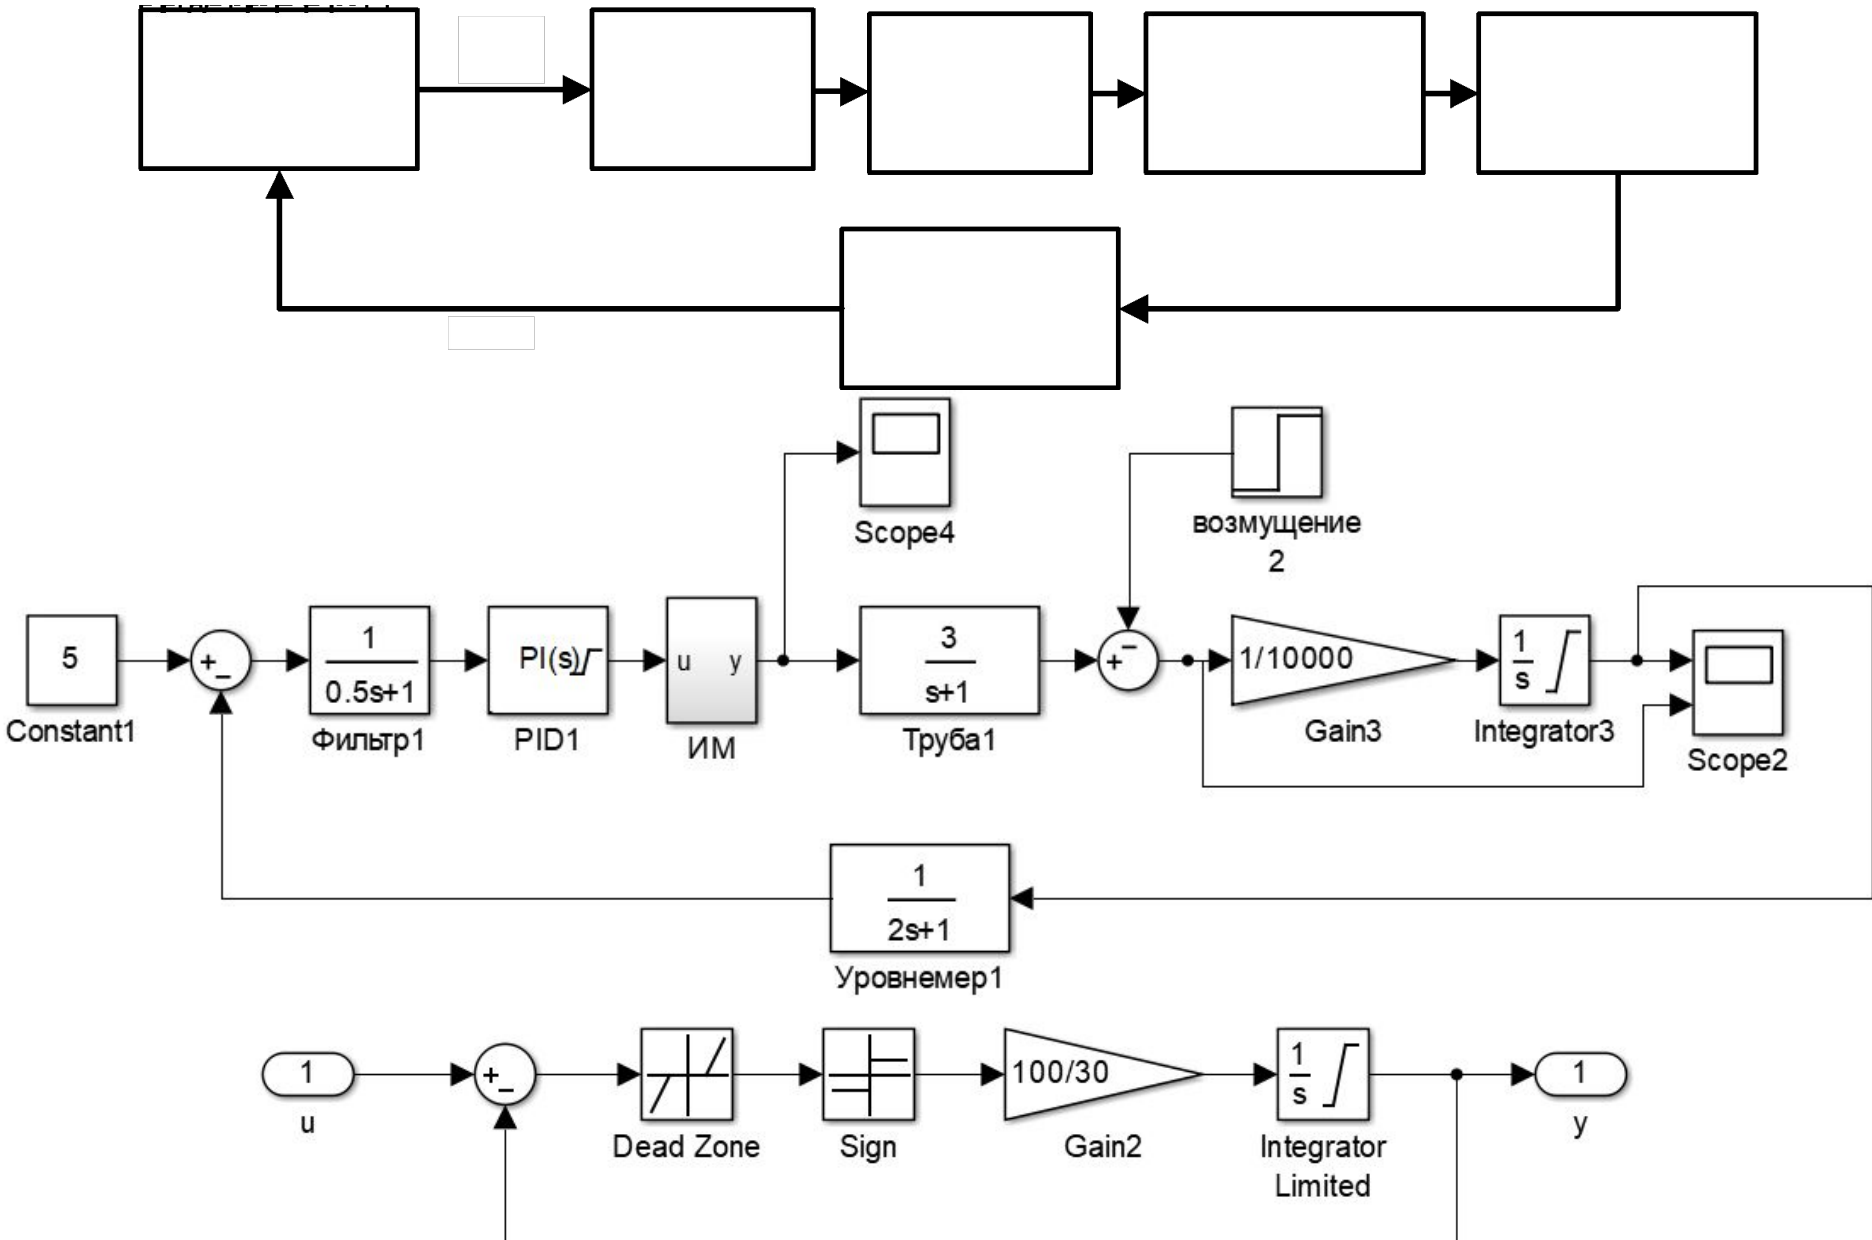 Scope4
возмущение
2
5
Constant1
+
−
1
0.5s+1
Фильтр1
PI(s)
PID1
u y
ИМ
3
s+1
Труба1
+
−
1/10000
Gain3
1
s
Integrator3
Scope2
1
2s+1
Уровнемер1
1
u
+
−
Dead Zone
Sign
100/30
Gain2
1
s
Integrator
Limited
1
y